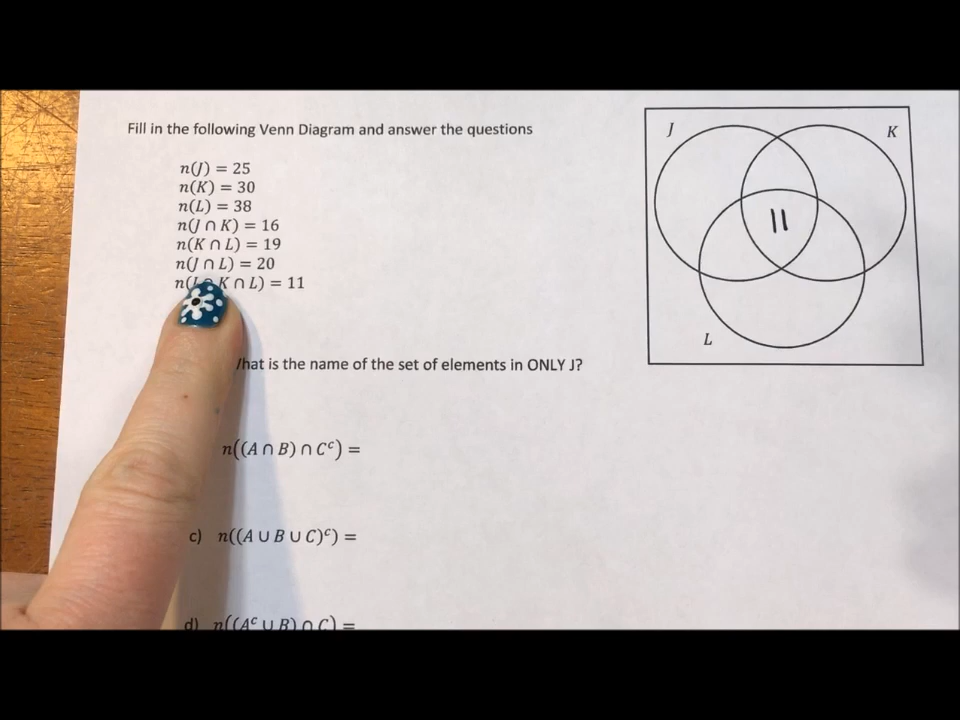 Fill in the following Venn Diagram and answer the questions
n(J) = 25
n(K) = 30
n(L) = 38
n(J ∩ K) = 16
n(K ∩ L) = 19
n(J ∩ L) = 20
n(J ∩ K ∩ L) = 11
J
K
11
L
hat is the name of the set of elements in ONLY J?
n((A ∩ B) ∩ Cᶜ) =
c) n((A ∪ B ∪ C)ᶜ) =
d) n((Aᶜ ∪ B) ∩ C) =